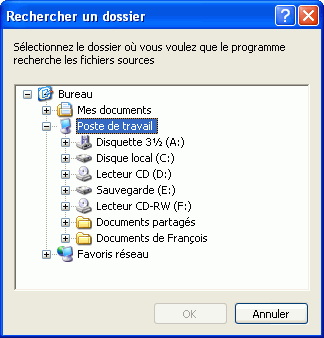 Rechercher un dossier
Sélectionnez le dossier où vous voulez que le programme
recherche les fichiers sources
Bureau
Mes documents
Poste de travail
Disquette 3½ (A:)
Disque local (C:)
Lecteur CD (D:)
Sauvegarde (E:)
Lecteur CD-RW (F:)
Documents partagés
Documents de François
Favoris réseau
OK
Annuler